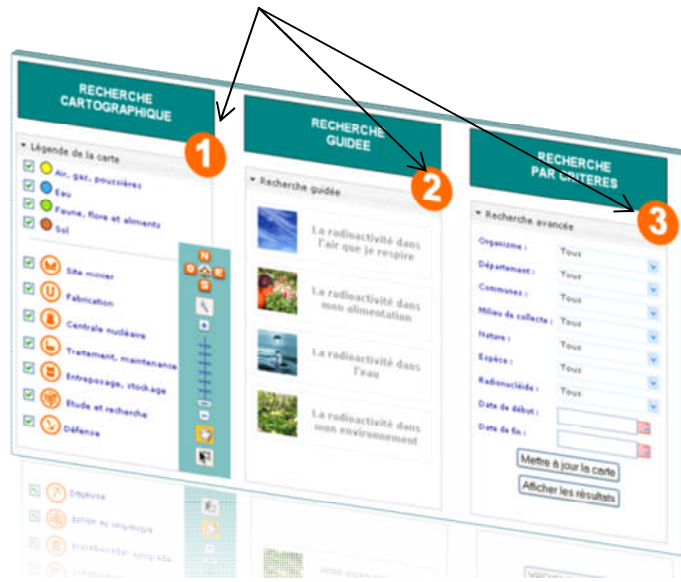 RECHERCHE
CARTOGRAPHIQUE
1
Légende de la carte
Air, gaz, poussières
Eau
Faune, flore et aliments
Sol
Site minier
Fabrication
Centrale nucléaire
Traitement, maintenance
Entreposage, stockage
Etude et recherche
Défense
M
U
N
O
E
S
RECHERCHE
GUIDEE
2
Recherche guidée
La radioactivité dans
l'air que je respire
La radioactivité dans
mon alimentation
La radioactivité dans
l'eau
La radioactivité dans
mon environnement
RECHERCHE
PAR CRITERES
3
Recherche avancée
Organisme : Tous
Département : Tous
Communes : Tous
Milieu de collecte : Tous
Nature : Tous
Espèce : Tous
Radionucléide : Tous
Date de début :
Date de fin :
Mettre à jour la carte
Afficher les résultats